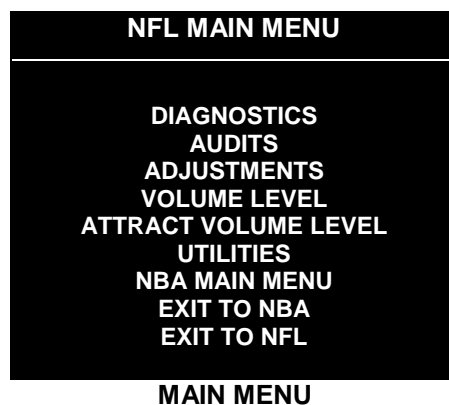 NFL MAIN MENU
DIAGNOSTICS
AUDITS
ADJUSTMENTS
VOLUME LEVEL
ATTRACT VOLUME LEVEL
UTILITIES
NBA MAIN MENU
EXIT TO NBA
EXIT TO NFL
MAIN MENU